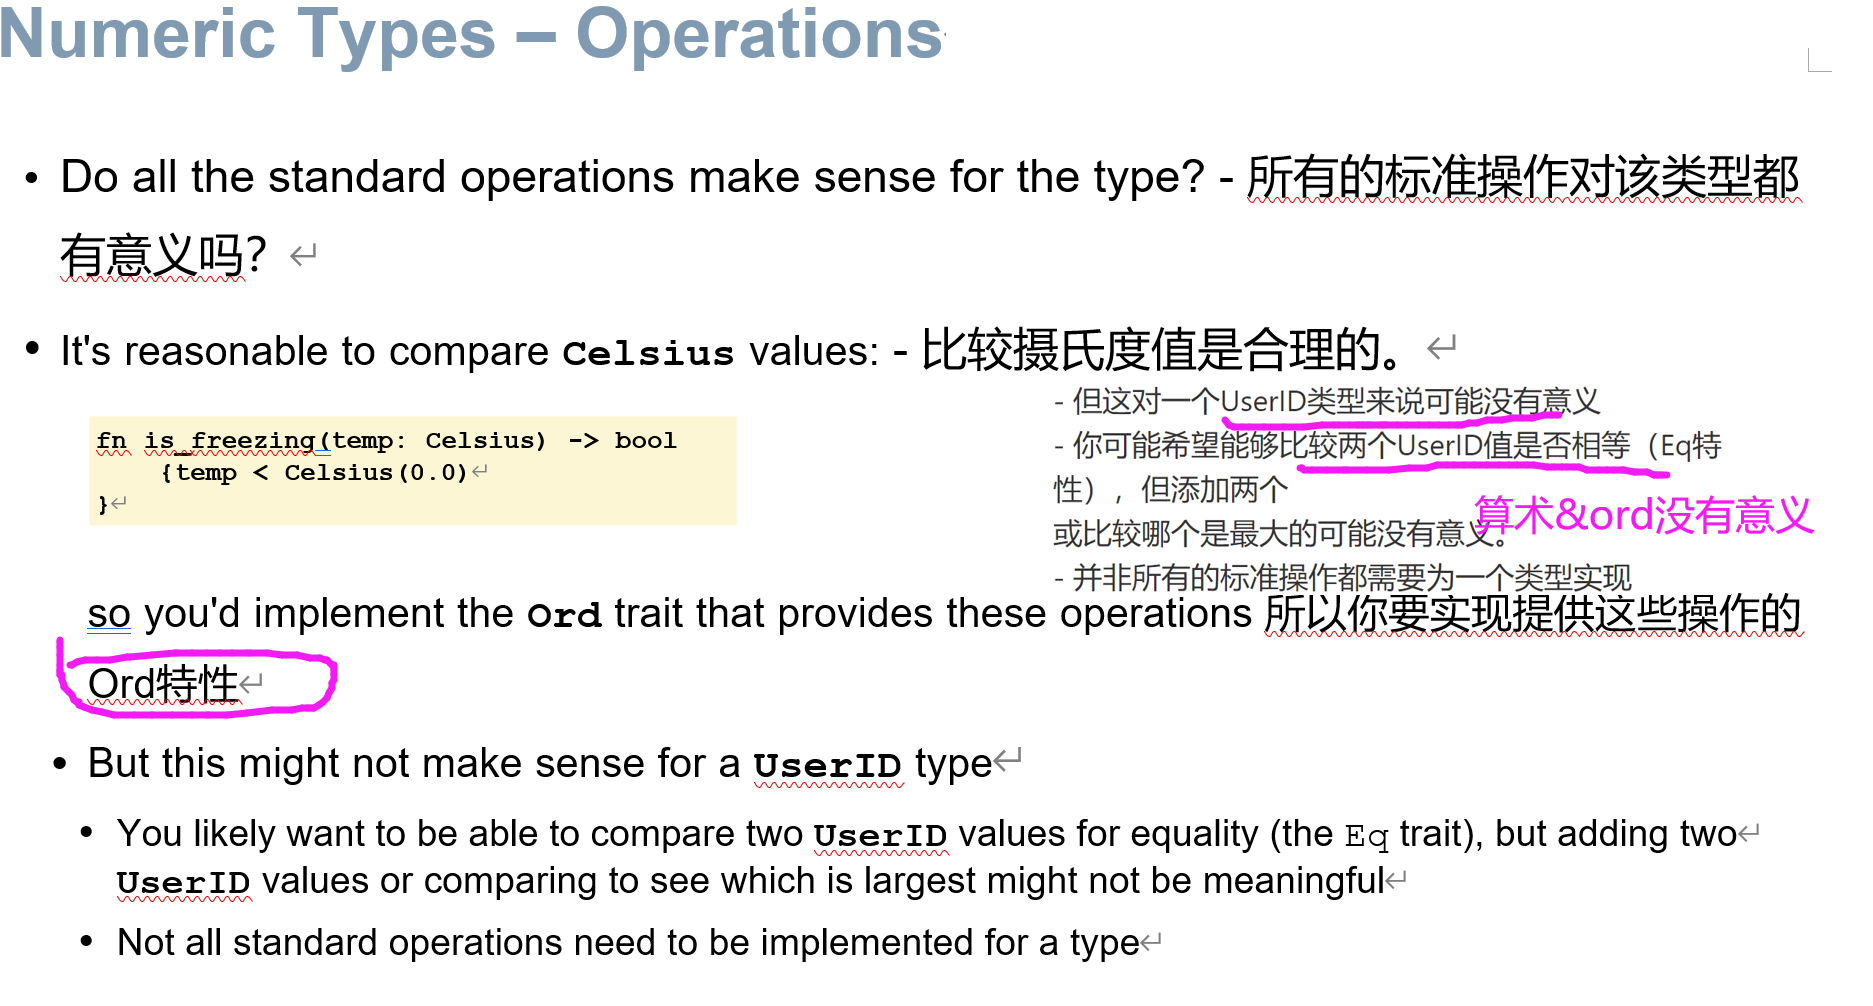 Numeric Types – Operations
• Do all the standard operations make sense for the type? - 所有的标准操作对该类型都
有意义吗？
• It's reasonable to compare Celsius values: - 比较摄氏度值是合理的。
- 但这对一个UserID类型来说可能没有意义
- 你可能希望能够比较两个UserID值是否相等（Eq特
性），但添加两个
或比较哪个是最大的可能没有意义。
- 并非所有的标准操作都需要为一个类型实现
算术&ord没有意义
fn is_freezing(temp: Celsius) -> bool
{temp < Celsius(0.0)
}
so you'd implement the Ord trait that provides these operations 所以你要实现提供这些操作的
Ord特性
• But this might not make sense for a UserID type
• You likely want to be able to compare two UserID values for equality (the Eq trait), but adding two
UserID values or comparing to see which is largest might not be meaningful
• Not all standard operations need to be implemented for a type